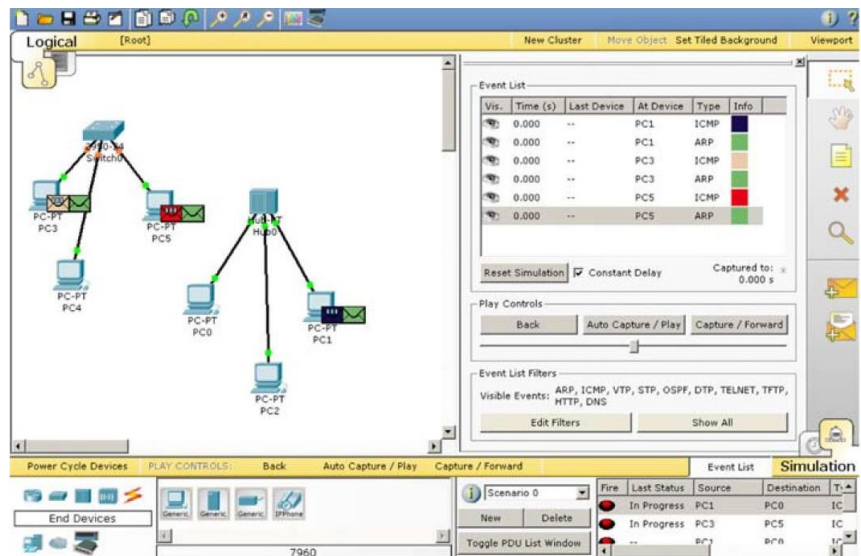 Logical [Root] New Cluster Move Object Set Tiled Background Viewport
Event List
Vis. Time (s) Last Device At Device Type Info
0.000 -- PC1 ICMP
0.000 -- PC1 ARP
0.000 -- PC3 ICMP
0.000 -- PC3 ARP
0.000 -- PC5 ICMP
0.000 -- PC5 ARP
Reset Simulation Constant Delay Captured to:
0.000 s
Play Controls
Back Auto Capture / Play Capture / Forward
Event List Filters
Visible Events: ARP, ICMP, VTP, STP, OSPF, DTP, TELNET, TFTP,
HTTP, DNS
Edit Filters Show All
2950-24
Switch0
PC-PT
PC3
PC-PT
PC5
PC-PT
PC4
Hub-PT
Hub0
PC-PT
PC0
PC-PT
PC1
PC-PT
PC2
Power Cycle Devices PLAY CONTROLS: Back Auto Capture / Play Capture / Forward Event List Simulation
End Devices
Generic Generic Generic IPPhone
7960
Scenario 0
New Delete
Toggle PDU List Window
Fire Last Status Source Destination
In Progress PC1 PC0 IC
In Progress PC3 PC5 IC
-- PC1 PC0 IC